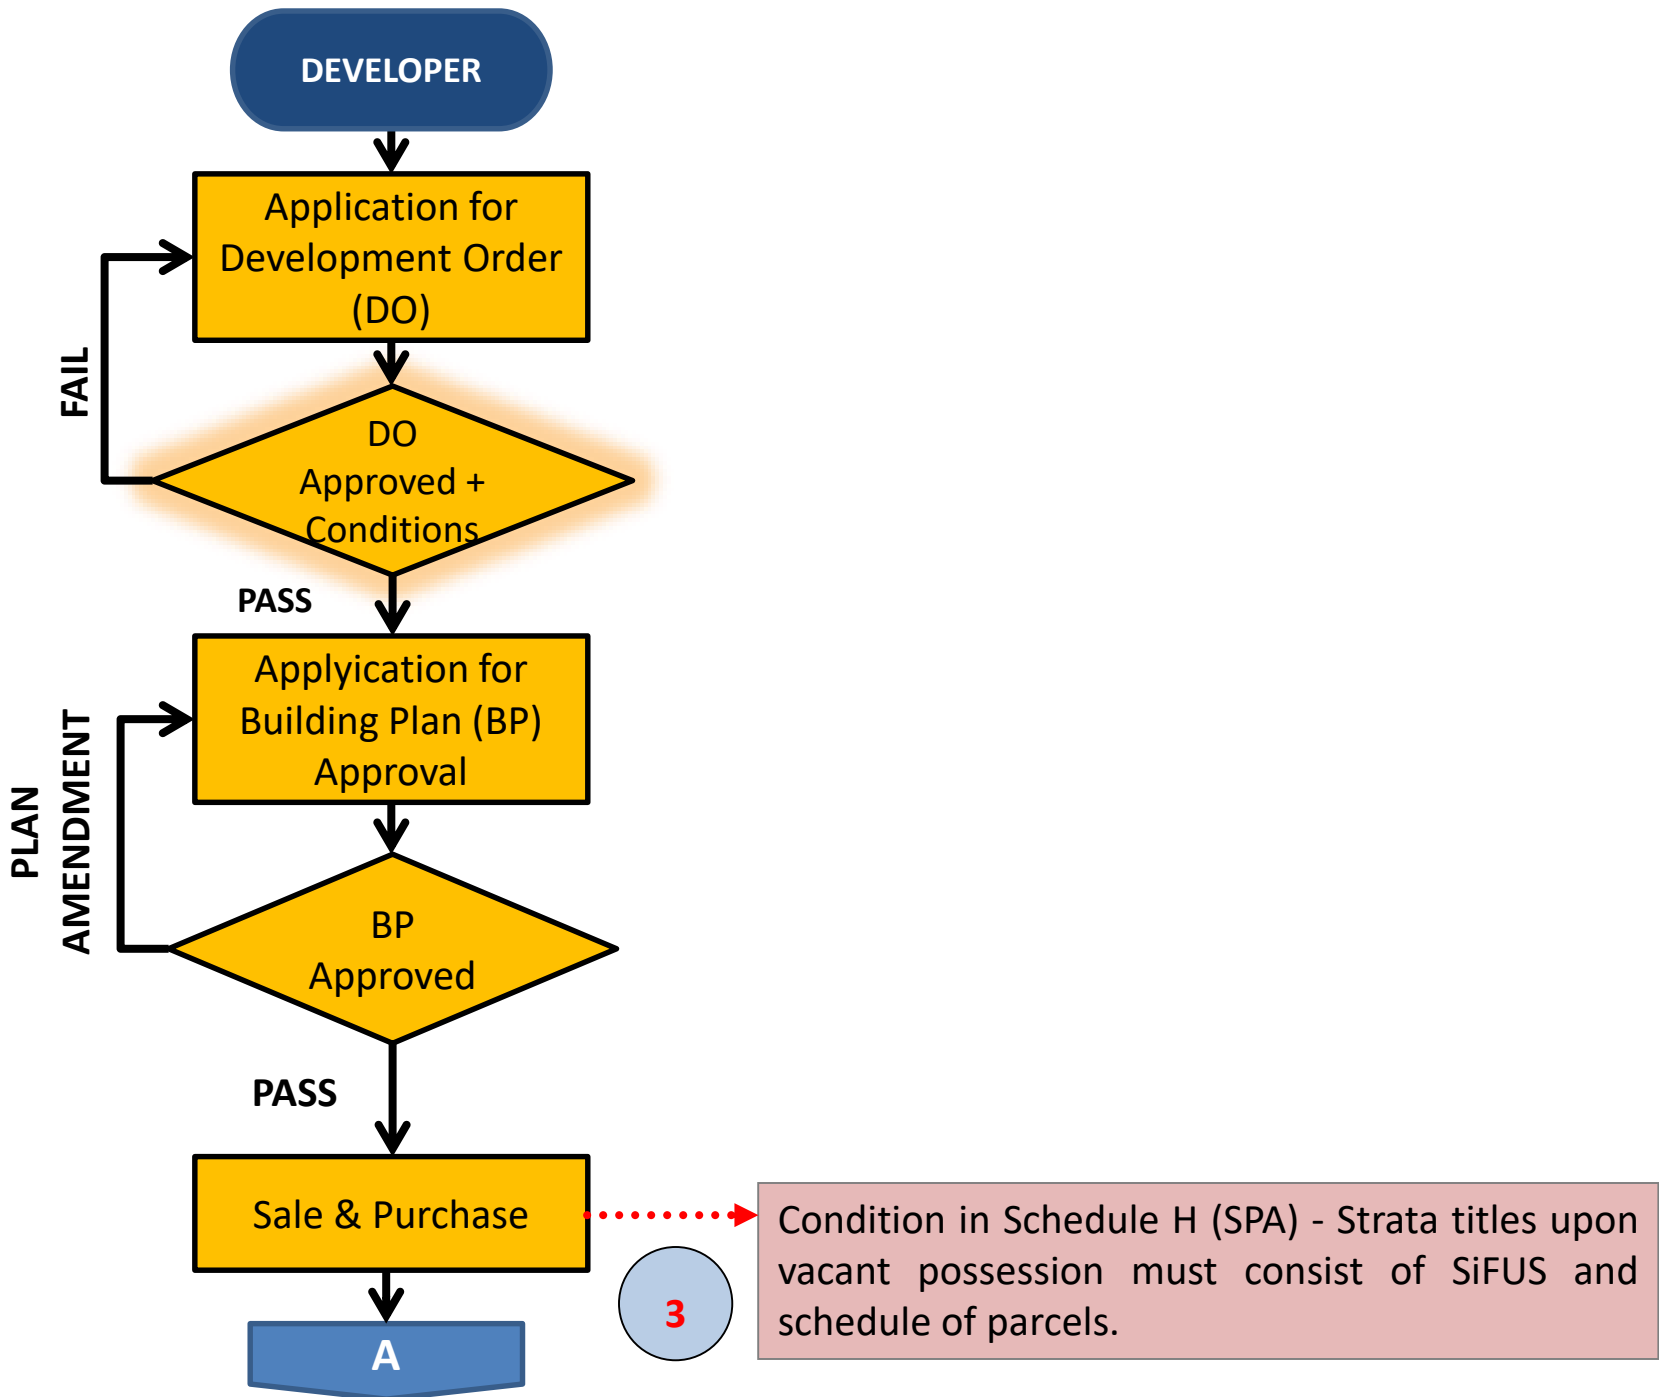 DEVELOPER
Application for
Development Order
(DO)
FAIL
DO
Approved +
Conditions
PASS
Applyication for
Building Plan (BP)
Approval
PLAN
AMENDMENT
BP
Approved
PASS
Sale & Purchase
Condition in Schedule H (SPA) - Strata titles upon
vacant possession must consist of SiFUS and
schedule of parcels.
3
A